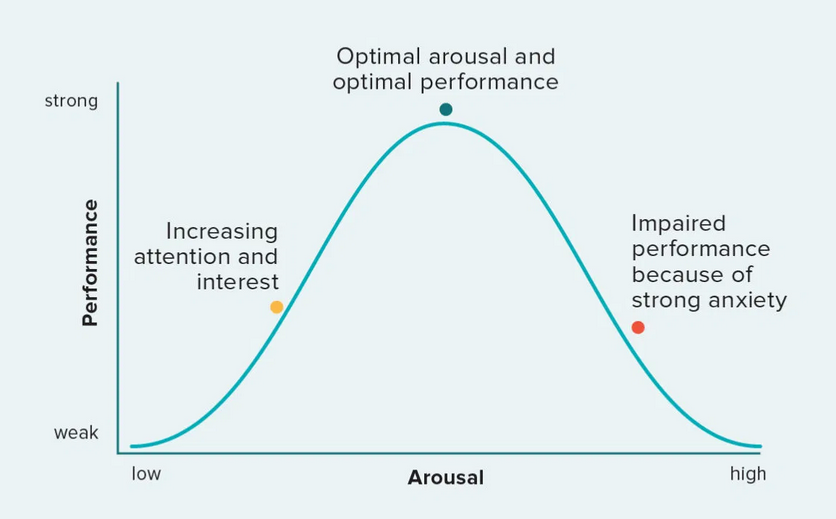 Optimal arousal and
optimal performance
strong
Increasing
attention and
interest
Impaired
performance
because of
strong anxiety
Performance
weak
low
Arousal
high